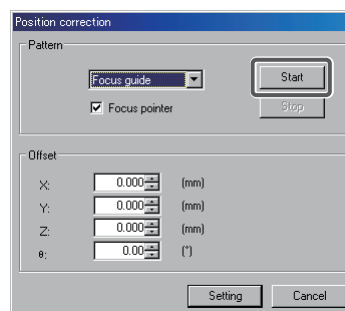 Position correction
Pattern
Focus guide
Start
Focus pointer
Stop
Offset
X: 0.000 (mm)
Y: 0.000 (mm)
Z: 0.000 (mm)
θ: 0.00 (°)
Setting Cancel